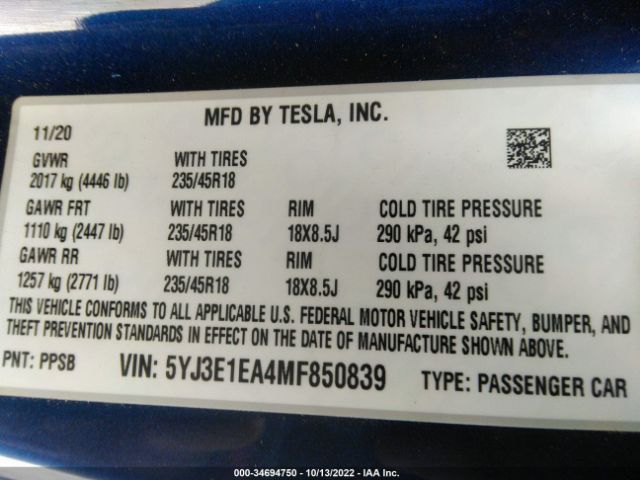 MFD BY TESLA, INC.
11/20
GVWR WITH TIRES
2017 kg (4446 lb) 235/45R18
GAWR FRT WITH TIRES RIM COLD TIRE PRESSURE
1110 kg (2447 lb) 235/45R18 18X8.5J 290 kPa, 42 psi
GAWR RR WITH TIRES RIM COLD TIRE PRESSURE
1257 kg (2771 lb) 235/45R18 18X8.5J 290 kPa, 42 psi
THIS VEHICLE CONFORMS TO ALL APPLICABLE U.S. FEDERAL MOTOR VEHICLE SAFETY, BUMPER, AND
THEFT PREVENTION STANDARDS IN EFFECT ON THE DATE OF MANUFACTURE SHOWN ABOVE.
PNT: PPSB VIN: 5YJ3E1EA4MF850839 TYPE: PASSENGER CAR
000-34694750 - 10/13/2022 - IAA Inc.